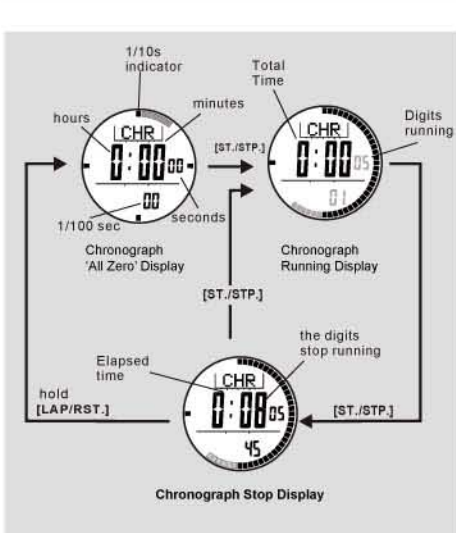 1/10s
indicator
hours
minutes
CHR
0:00 00
00
1/100 sec
seconds
Chronograph
'All Zero' Display
[ST./STP.]
Total
Time
Digits
running
CHR
0:00 05
01
Chronograph
Running Display
[ST./STP.]
Elapsed
time
the digits
stop running
CHR
0:08 05
45
hold
[LAP/RST.]
[ST./STP.]
Chronograph Stop Display